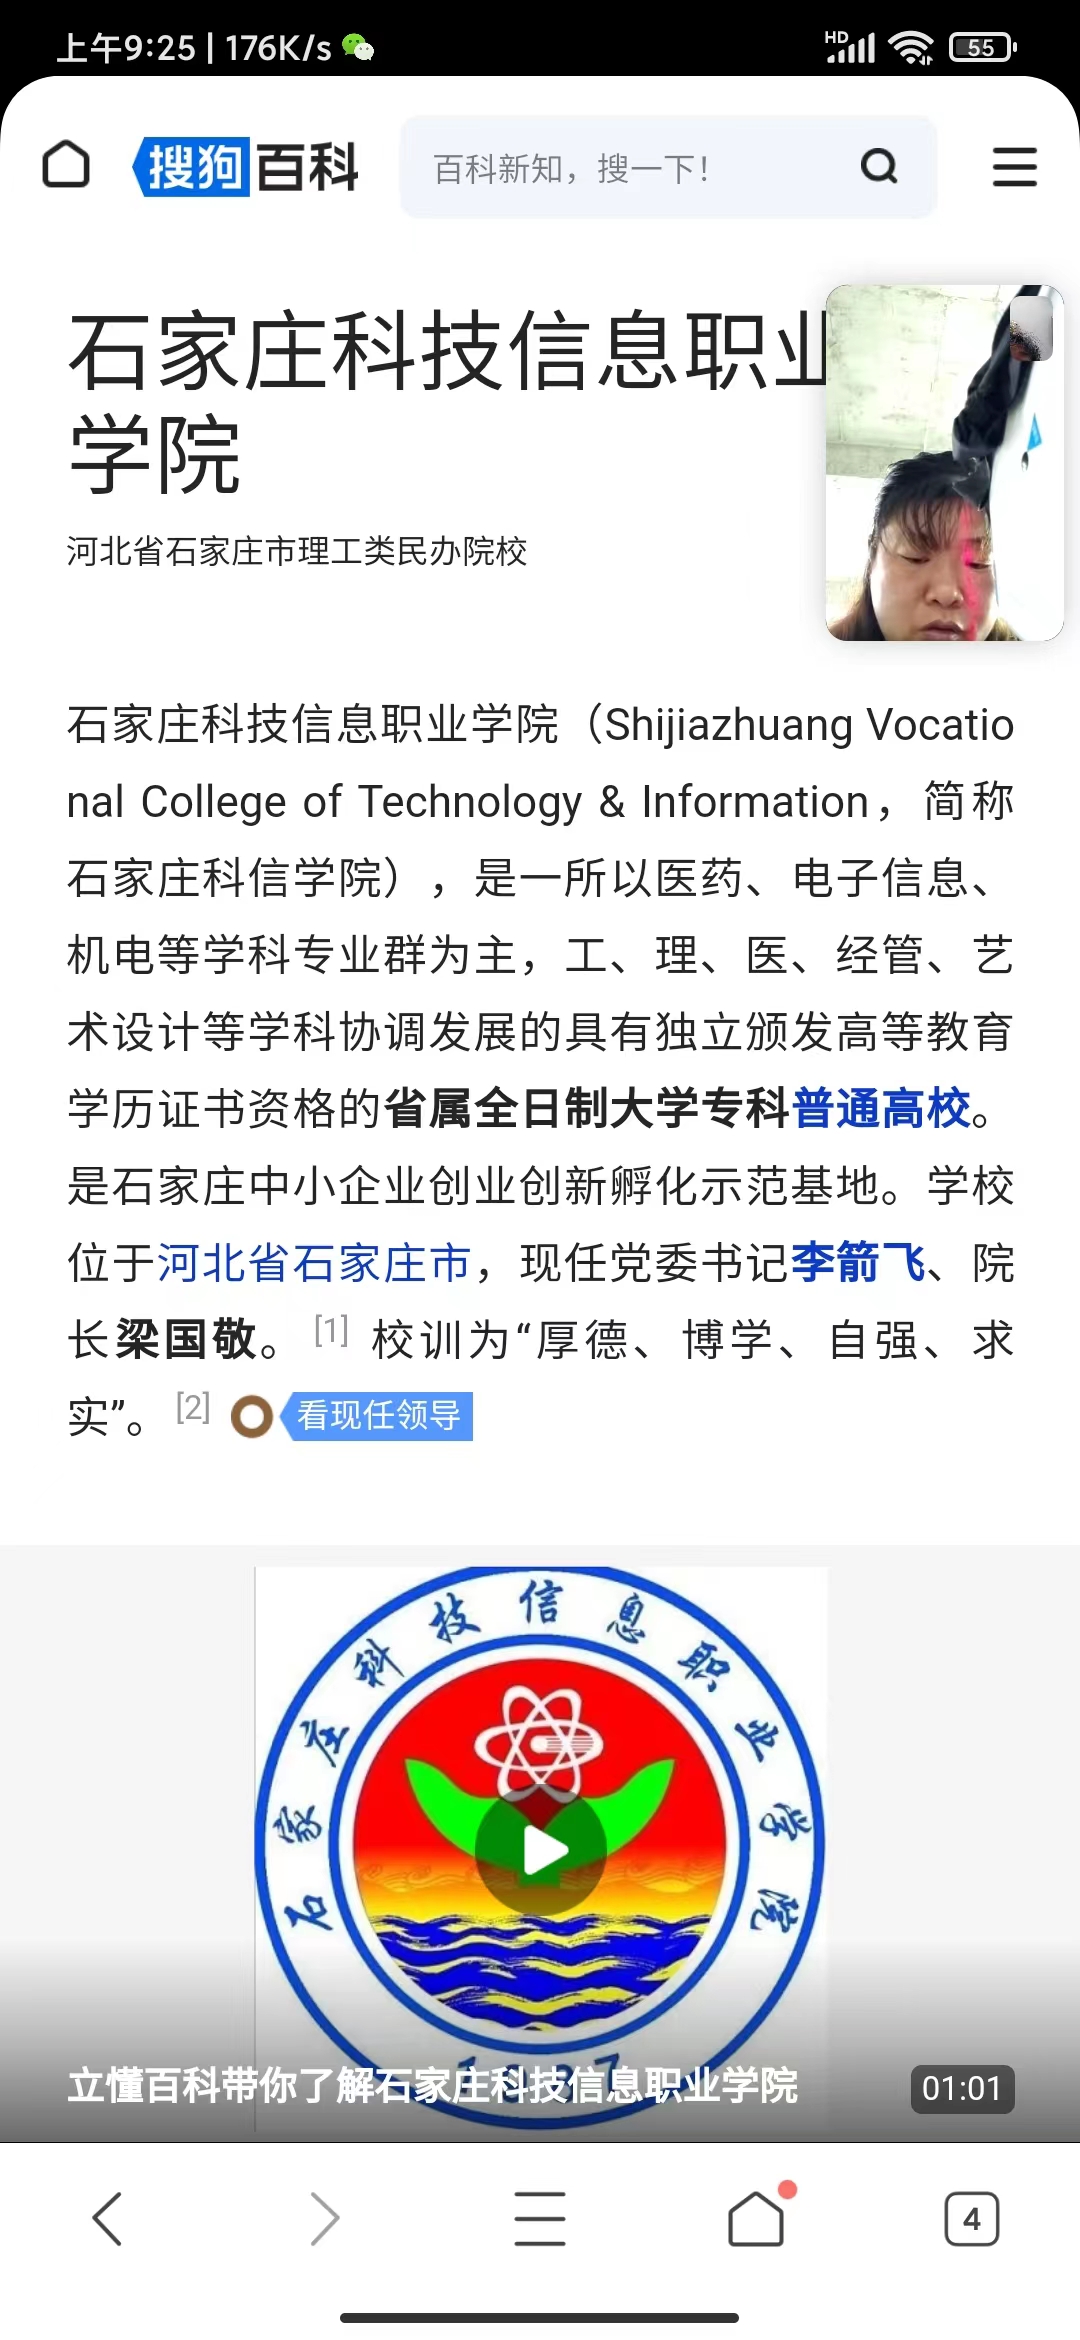 上午9:25 | 176K/s
HD
55
搜狗百科
百科新知，搜一下！
石家庄科技信息职业
学院
河北省石家庄市理工类民办院校
石家庄科技信息职业学院（Shijiazhuang Vocatio
nal College of Technology & Information，简称
石家庄科信学院），是一所以医药、电子信息、
机电等学科专业群为主，工、理、医、经管、艺
术设计等学科协调发展的具有独立颁发高等教育
学历证书资格的省属全日制大学专科普通高校。
是石家庄中小企业创业创新孵化示范基地。学校
位于河北省石家庄市，现任党委书记李箭飞、院
长梁国敬。[1] 校训为“厚德、博学、自强、求
实”。[2] 看现任领导
石家庄科技信息职业学院
立懂百科带你了解石家庄科技信息职业学院
01:01
4